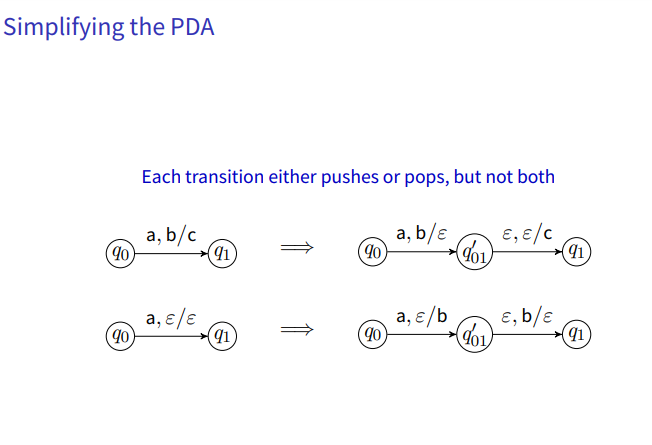 Simplifying the PDA
Each transition either pushes or pops, but not both
a, b/c ⟹ a, b/ε ε, ε/c
q0 q1 q0 q′01 q1
a, ε/ε ⟹ a, ε/b ε, b/ε
q0 q1 q0 q′01 q1